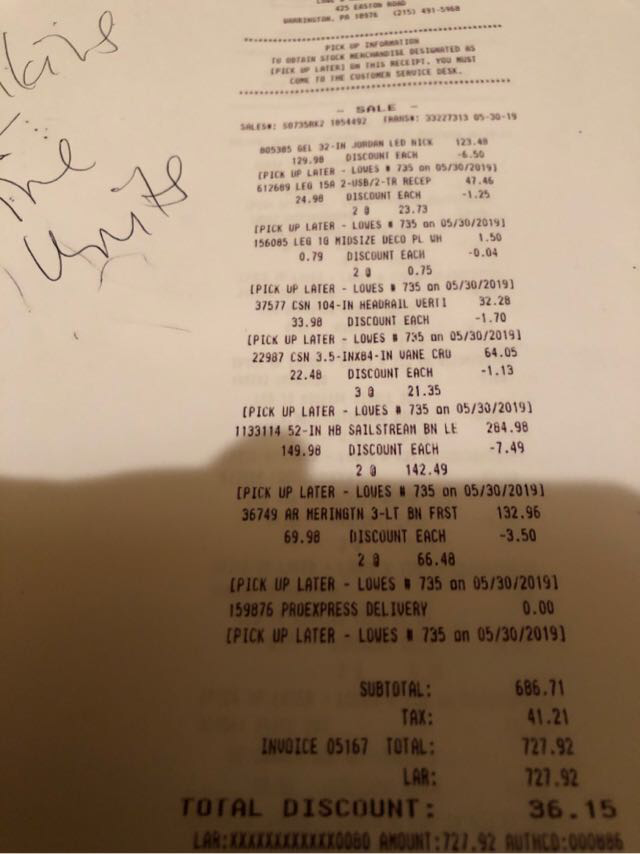 425 EASTON ROAD
WARRINGTON, PA 18976 (215) 491-5968
PICK UP INFORMATION
TO OBTAIN STOCK MERCHANDISE DESIGNATED AS
[PICK UP LATER] ON THIS RECEIPT, YOU MUST
COME TO THE CUSTOMER SERVICE DESK.
- SALE -
SALES#: S0735RK2 1854492 TRANS#: 33227313 05-30-19
805385 GEL 32-IN JORDAN LED NICK 123.48
129.98 DISCOUNT EACH -6.50
[PICK UP LATER - LOWES # 735 on 05/30/2019]
612689 LEG 15A 2-USB/2-TR RECEP 47.46
24.98 DISCOUNT EACH -1.25
2 @ 23.73
[PICK UP LATER - LOWES # 735 on 05/30/2019]
156085 LEG 1G MIDSIZE DECO PL WH 1.50
0.79 DISCOUNT EACH -0.04
2 @ 0.75
[PICK UP LATER - LOWES # 735 on 05/30/2019]
37577 CSN 104-IN HEADRAIL VERTI 32.28
33.98 DISCOUNT EACH -1.70
[PICK UP LATER - LOWES # 735 on 05/30/2019]
22987 CSN 3.5-INX84-IN VANE CRO 64.05
22.48 DISCOUNT EACH -1.13
3 @ 21.35
[PICK UP LATER - LOWES # 735 on 05/30/2019]
1133114 52-IN HB SAILSTREAM BN LE 284.98
149.98 DISCOUNT EACH -7.49
2 @ 142.49
[PICK UP LATER - LOWES # 735 on 05/30/2019]
36749 AR MERINGTN 3-LT BN FRST 132.96
69.98 DISCOUNT EACH -3.50
2 @ 66.48
[PICK UP LATER - LOWES # 735 on 05/30/2019]
159876 PROEXPRESS DELIVERY 0.00
[PICK UP LATER - LOWES # 735 on 05/30/2019]
SUBTOTAL: 686.71
TAX: 41.21
INVOICE 05167 TOTAL: 727.92
LAR: 727.92
TOTAL DISCOUNT: 36.15
LAR:XXXXXXXXXXXX0080 AMOUNT:727.92 AUTHCD:000886
the
units